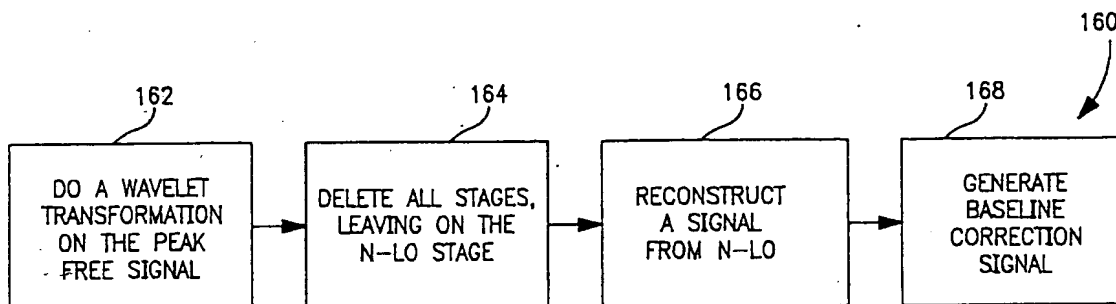 160
162
164
166
168
DO A WAVELET
TRANSFORMATION
ON THE PEAK
FREE SIGNAL
DELETE ALL STAGES,
LEAVING ON THE
N-LO STAGE
RECONSTRUCT
A SIGNAL
FROM N-LO
GENERATE
BASELINE
CORRECTION
SIGNAL